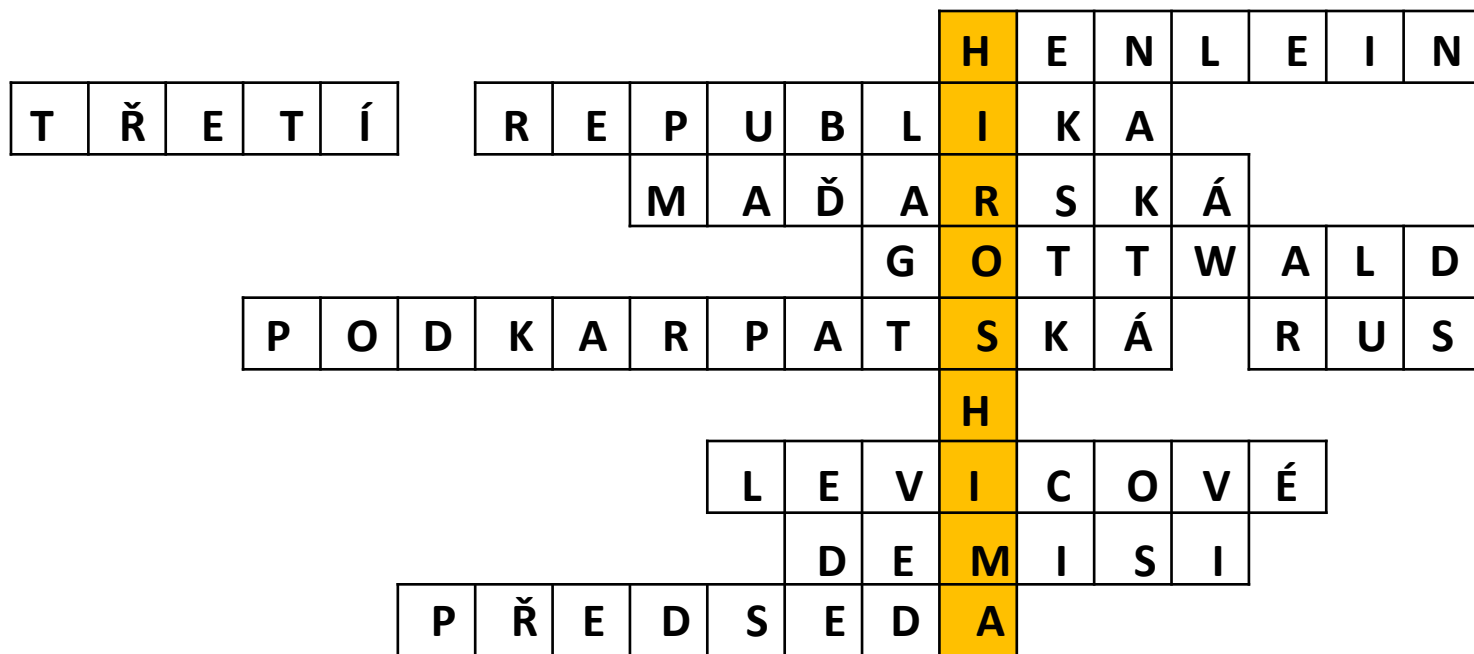 HENLEIN
TŘETÍ REPUBLIKA
MAĎARSKÁ
GOTTWALD
PODKARPATSKÁ RUS
H
LEVICOVÉ
DEMISI
PŘEDSEDA